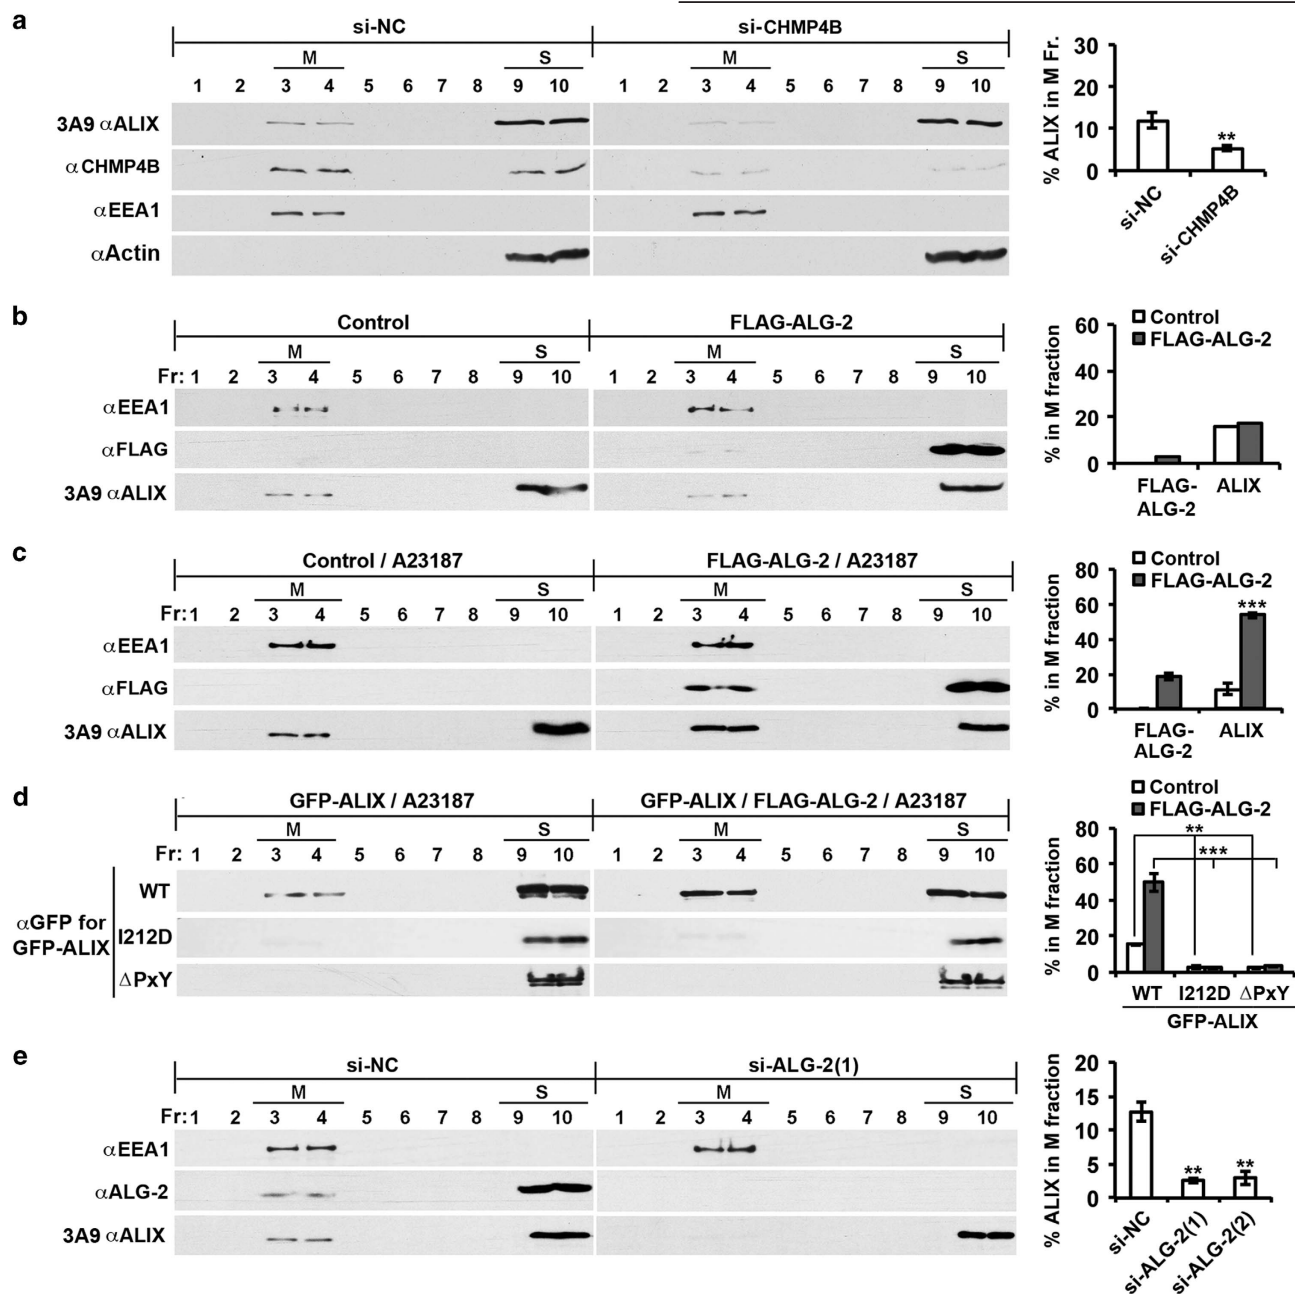 a
si-NC si-CHMP4B
M S M S
1 2 3 4 5 6 7 8 9 10 1 2 3 4 5 6 7 8 9 10
3A9 αALIX
αCHMP4B
αEEA1
αActin
% ALIX in M Fr.
30
20
10
0
**
si-NC
si-CHMP4B
b
Control FLAG-ALG-2
M S M S
Fr: 1 2 3 4 5 6 7 8 9 10 1 2 3 4 5 6 7 8 9 10
αEEA1
αFLAG
3A9 αALIX
Control
FLAG-ALG-2
% in M fraction
60
40
20
0
FLAG-
ALG-2
ALIX
c
Control / A23187 FLAG-ALG-2 / A23187
M S M S
Fr: 1 2 3 4 5 6 7 8 9 10 1 2 3 4 5 6 7 8 9 10
αEEA1
αFLAG
3A9 αALIX
Control
FLAG-ALG-2
% in M fraction
80
60
40
20
0
***
FLAG-
ALG-2
ALIX
d
GFP-ALIX / A23187 GFP-ALIX / FLAG-ALG-2 / A23187
M S M S
Fr: 1 2 3 4 5 6 7 8 9 10 1 2 3 4 5 6 7 8 9 10
αGFP for
GFP-ALIX
WT
I212D
ΔPxY
Control
FLAG-ALG-2
% in M fraction
80
60
40
20
0
**
***
WT I212D ΔPxY
GFP-ALIX
e
si-NC si-ALG-2(1)
M S M S
Fr: 1 2 3 4 5 6 7 8 9 10 1 2 3 4 5 6 7 8 9 10
αEEA1
αALG-2
3A9 αALIX
% ALIX in M fraction
20
15
10
5
0
** **
si-NC
si-ALG-2(1)
si-ALG-2(2)